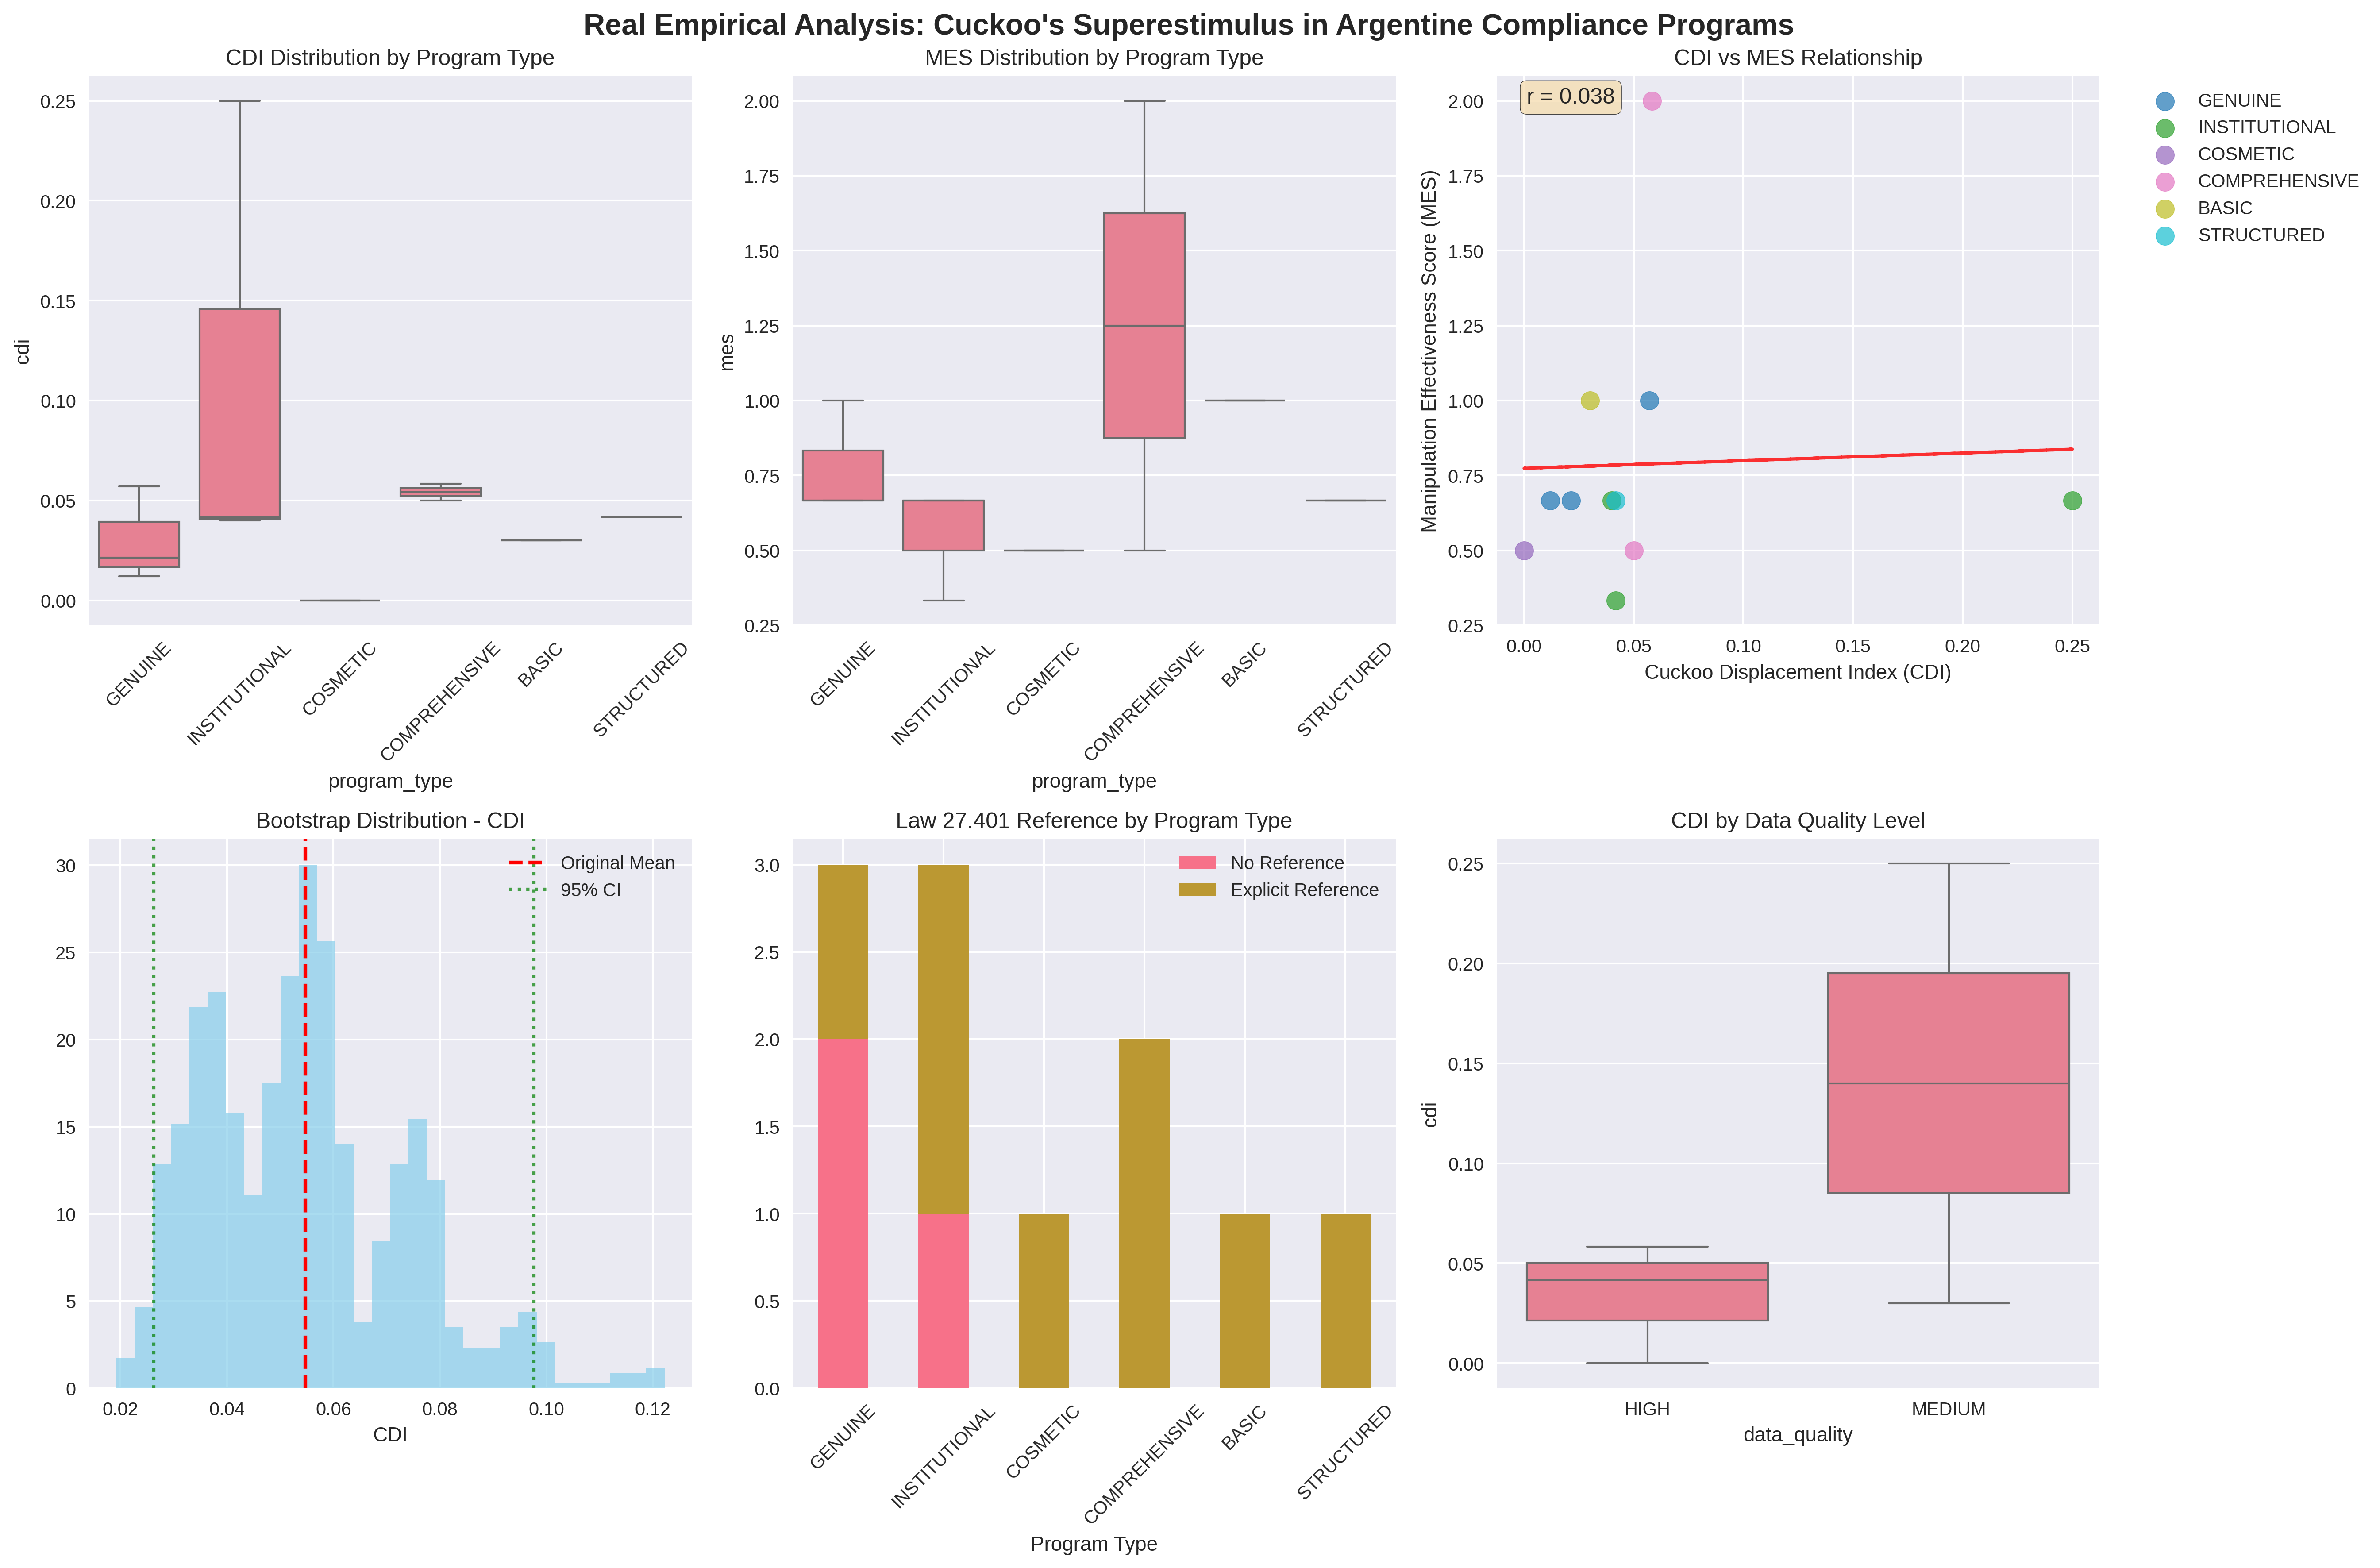 Real Empirical Analysis: Cuckoo's Superestimulus in Argentine Compliance Programs
CDI Distribution by Program Type
cdi
0.25
0.20
0.15
0.10
0.05
0.00
GENUINE
INSTITUTIONAL
COSMETIC
COMPREHENSIVE
BASIC
STRUCTURED
program_type
MES Distribution by Program Type
mes
2.00
1.75
1.50
1.25
1.00
0.75
0.50
0.25
GENUINE
INSTITUTIONAL
COSMETIC
COMPREHENSIVE
BASIC
STRUCTURED
program_type
CDI vs MES Relationship
r = 0.038
Manipulation Effectiveness Score (MES)
2.00
1.75
1.50
1.25
1.00
0.75
0.50
0.25
0.00
0.05
0.10
0.15
0.20
0.25
Cuckoo Displacement Index (CDI)
GENUINE
INSTITUTIONAL
COSMETIC
COMPREHENSIVE
BASIC
STRUCTURED
Bootstrap Distribution - CDI
Original Mean
95% CI
30
25
20
15
10
5
0
0.02
0.04
0.06
0.08
0.10
0.12
CDI
Law 27.401 Reference by Program Type
No Reference
Explicit Reference
3.0
2.5
2.0
1.5
1.0
0.5
0.0
GENUINE
INSTITUTIONAL
COSMETIC
COMPREHENSIVE
BASIC
STRUCTURED
Program Type
CDI by Data Quality Level
cdi
0.25
0.20
0.15
0.10
0.05
0.00
HIGH
MEDIUM
data_quality